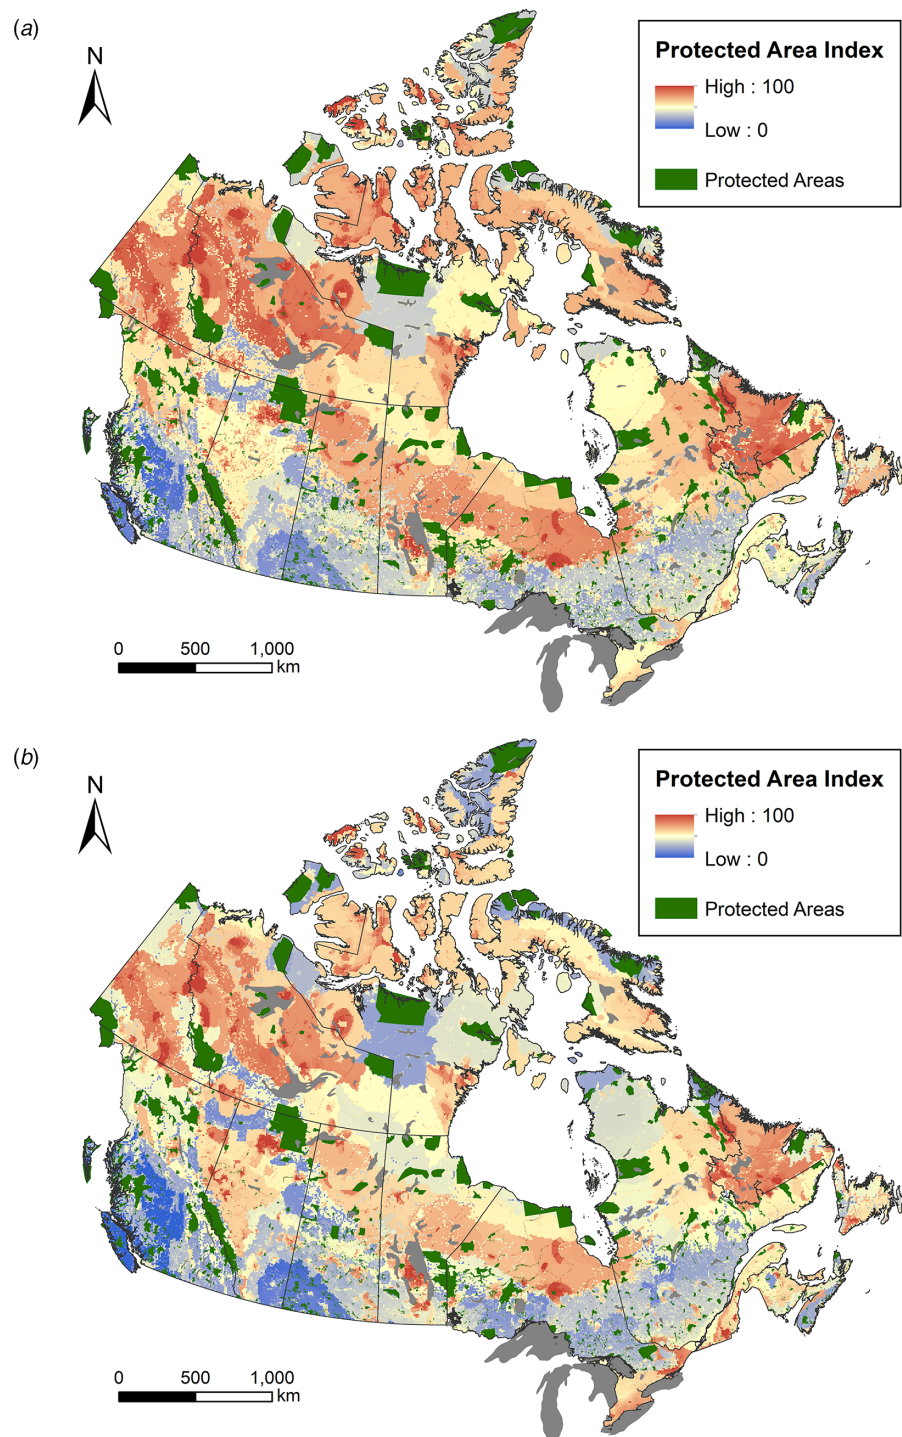 (a)
N
Protected Area Index
High : 100
Low : 0
Protected Areas
0 500 1,000
km
(b)
N
Protected Area Index
High : 100
Low : 0
Protected Areas
0 500 1,000
km